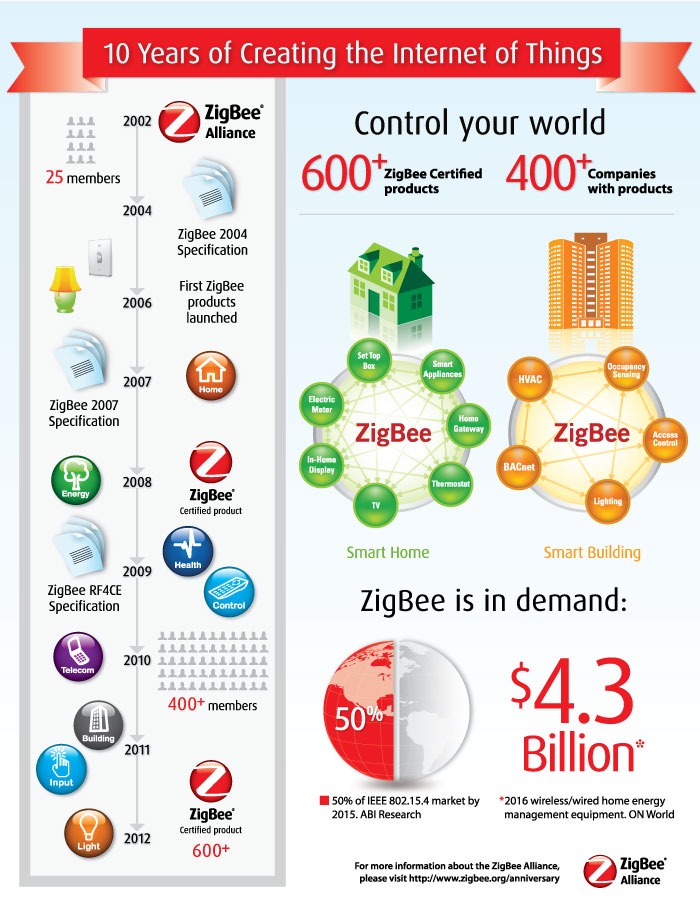 10 Years of Creating the Internet of Things
2002
ZigBee®
Alliance
25 members
2004
ZigBee 2004
Specification
2006
First ZigBee
products
launched
2007
Home
ZigBee 2007
Specification
2008
Energy
ZigBee®
Certified product
2009
Health
ZigBee RF4CE
Specification
Control
2010
Telecom
400+ members
Building
2011
Input
ZigBee®
Certified product
600+
Light
2012
Control your world
600+ ZigBee Certified
products
400+ Companies
with products
Set Top
Box
Smart
Appliances
Electric
Meter
Home
Gateway
ZigBee
In-Home
Display
Thermostat
TV
Smart Home
HVAC
Occupancy
Sensing
ZigBee
Access
Control
BACnet
Lighting
Smart Building
ZigBee is in demand:
50%
50% of IEEE 802.15.4 market by
2015. ABI Research
$4.3
Billion*
*2016 wireless/wired home energy
management equipment. ON World
For more information about the ZigBee Alliance,
please visit http://www.zigbee.org/anniversary
ZigBee®
Alliance